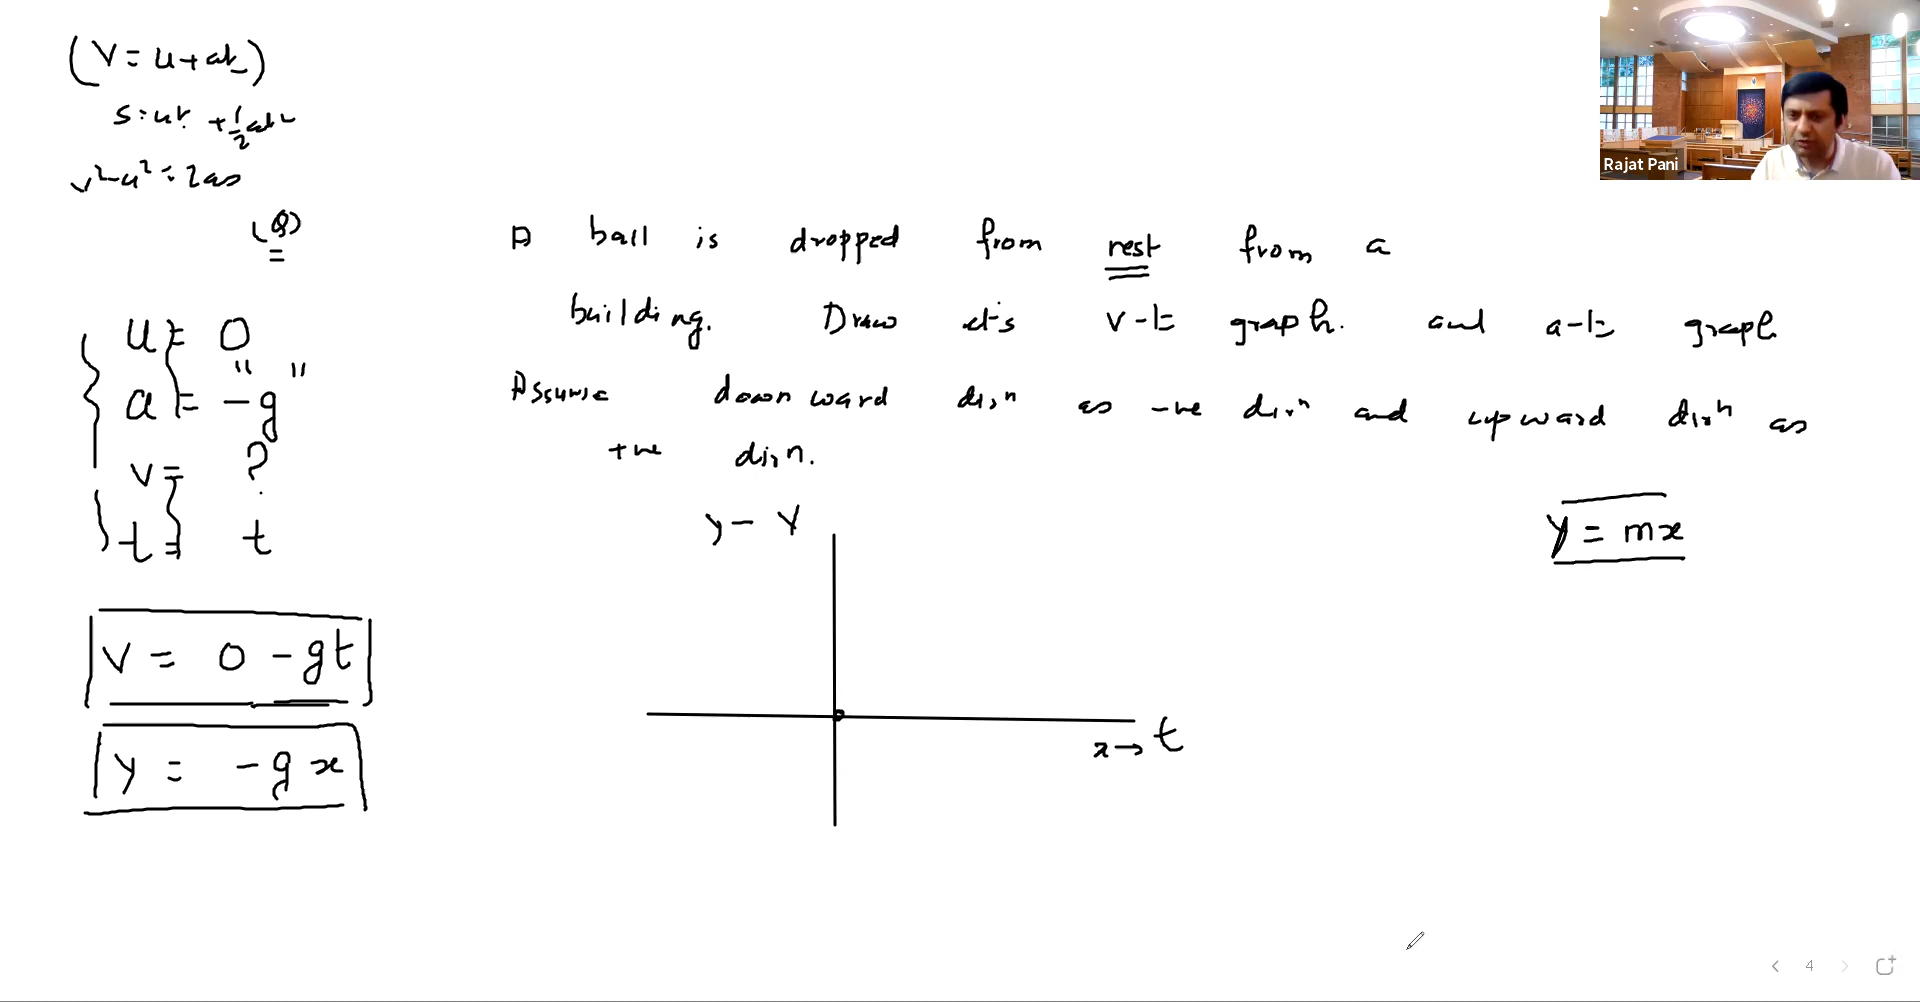 (V = u + at)
s = ut + 1/2 at²
v² - u² = 2as
Rajat Pani
(Q)
A ball is dropped from rest from a
building. Draw it's v-t graph. and a-t graph
Assume downward dirn as -ve dirn and upward dirn as
+ve dirn.
u = 0
a = "-g"
v = ?
t = t
y - V
y = mx
V = 0 - gt
x → t
y = -gx
4